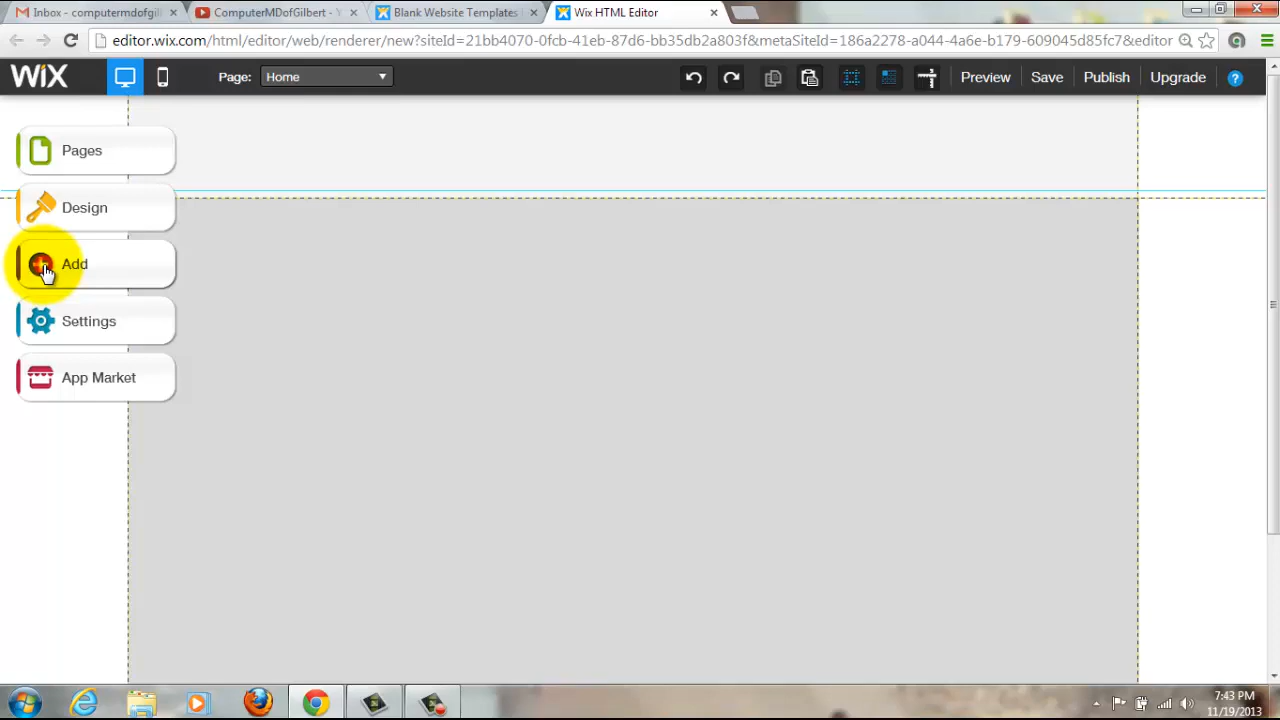 Inbox - computermdofgil
ComputerMDofGilbert - Y
Blank Website Templates
Wix HTML Editor
editor.wix.com/html/editor/web/renderer/new?siteId=21bb4070-0fcb-41eb-87d6-bb35db2a803f&metaSiteId=186a2278-a044-4a6e-b179-609045d85fc7&editor
WiX
Page:
Home
Preview
Save
Publish
Upgrade
?
Pages
Design
Add
Settings
App Market
7:43 PM
11/19/2013